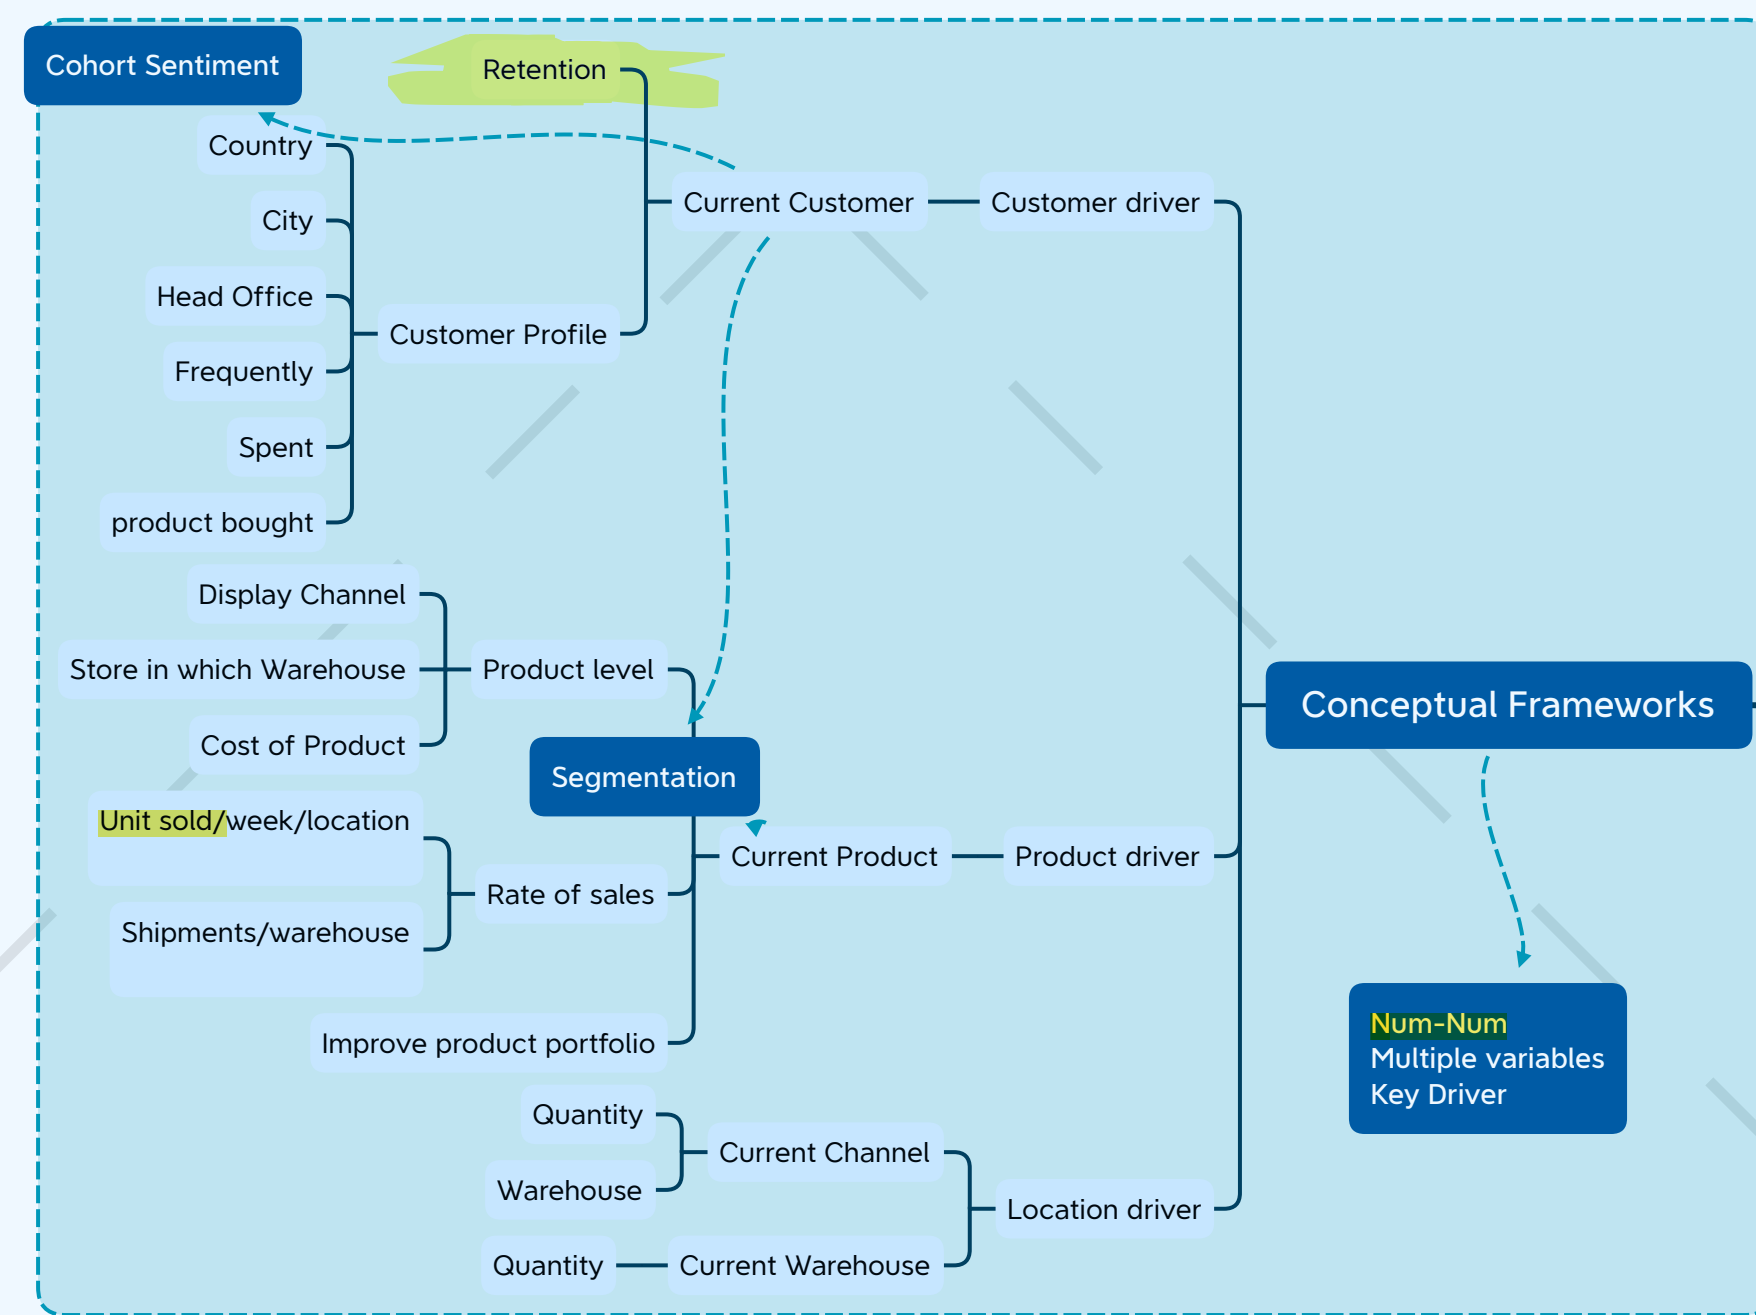 Cohort Sentiment
Retention
Country
City
Head Office
Frequently
Spent
product bought
Customer Profile
Current Customer
Customer driver
Display Channel
Store in which Warehouse
Cost of Product
Product level
Segmentation
Unit sold/week/location
Shipments/warehouse
Rate of sales
Improve product portfolio
Current Product
Product driver
Conceptual Frameworks
Num-Num
Multiple variables
Key Driver
Quantity
Warehouse
Current Channel
Location driver
Quantity
Current Warehouse